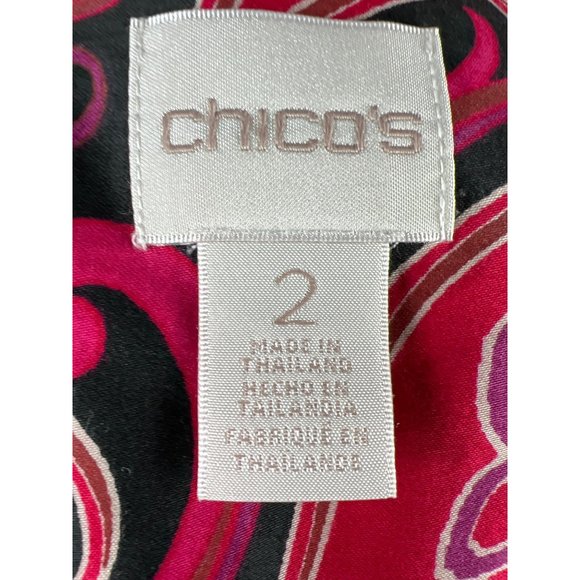 chico's
2
MADE IN
THAILAND
HECHO EN
TAILANDIA
FABRIQUÉ EN
THAÏLANDE